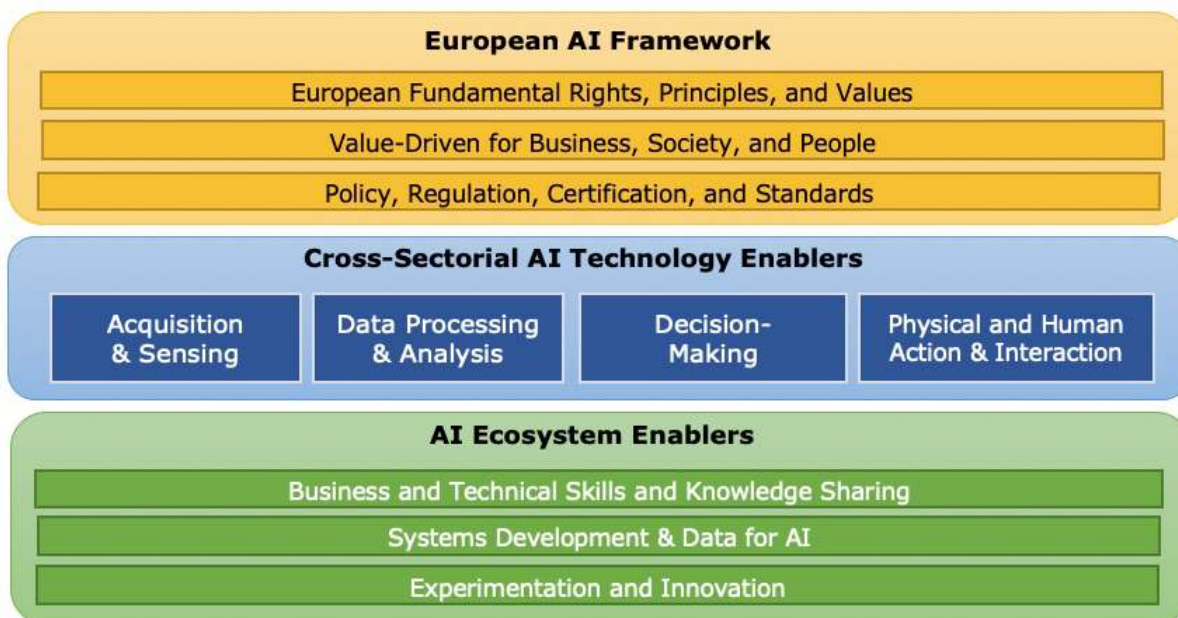 European AI Framework
European Fundamental Rights, Principles, and Values
Value-Driven for Business, Society, and People
Policy, Regulation, Certification, and Standards
Cross-Sectorial AI Technology Enablers
Acquisition
& Sensing
Data Processing
& Analysis
Decision-
Making
Physical and Human
Action & Interaction
AI Ecosystem Enablers
Business and Technical Skills and Knowledge Sharing
Systems Development & Data for AI
Experimentation and Innovation